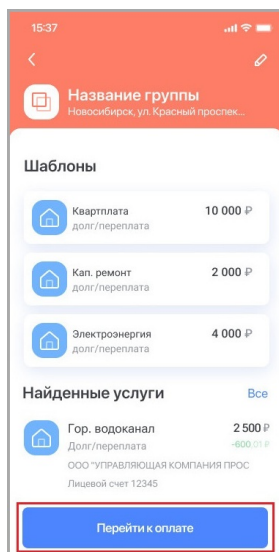 15:37
Название группы
Новосибирск, ул. Красный проспек...
Шаблоны
Квартплата 10 000 ₽
долг/переплата
Кап. ремонт 2 000 ₽
долг/переплата
Электроэнергия 4 000 ₽
долг/переплата
Найденные услуги Все
Гор. водоканал 2 500 ₽
Долг/переплата -600,01 ₽
ООО "УПРАВЛЯЮЩАЯ КОМПАНИЯ ПРОС
Лицевой счет 12345
Перейти к оплате